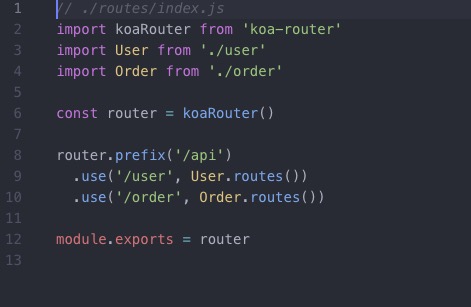 1 // ./routes/index.js
2 import koaRouter from 'koa-router'
3 import User from './user'
4 import Order from './order'
5
6 const router = koaRouter()
7
8 router.prefix('/api')
9   .use('/user', User.routes())
10   .use('/order', Order.routes())
11
12 module.exports = router
13